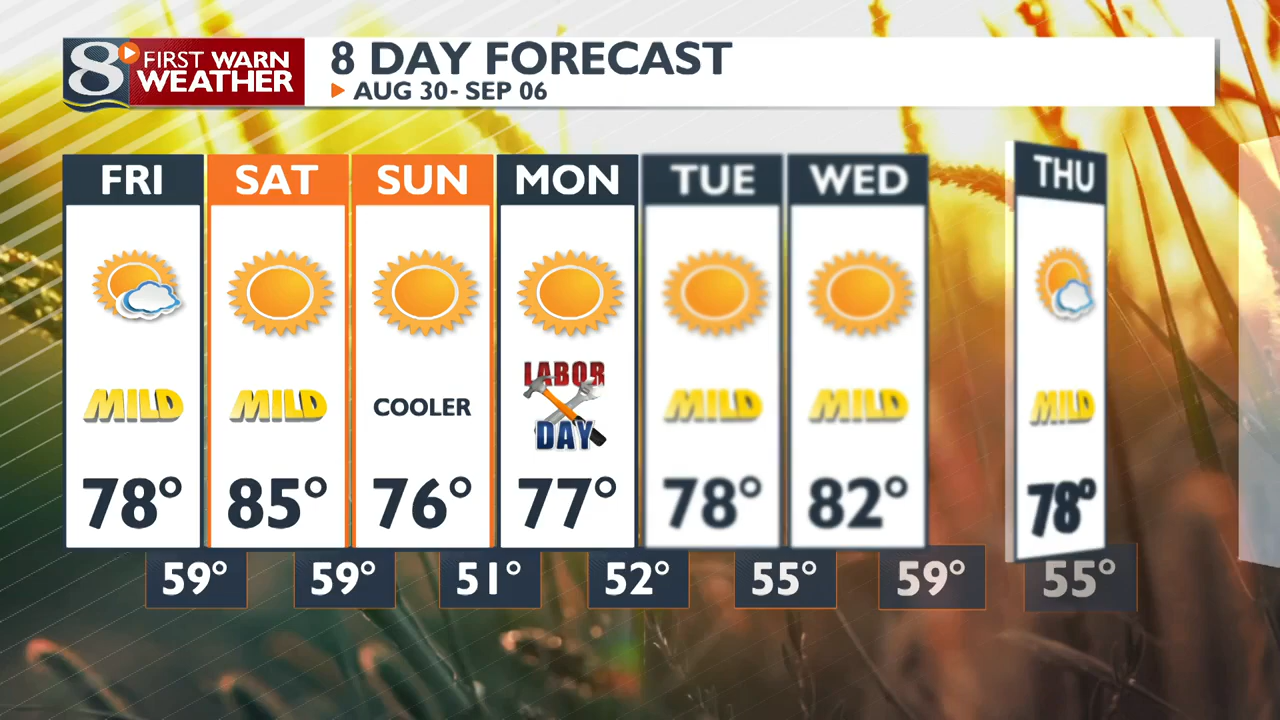 8 FIRST WARN
WEATHER
8 DAY FORECAST
AUG 30- SEP 06
FRI SAT SUN MON TUE WED THU
MILD MILD COOLER LABOR DAY MILD MILD MILD
78° 85° 76° 77° 78° 82° 78°
59° 59° 51° 52° 55° 59° 55°